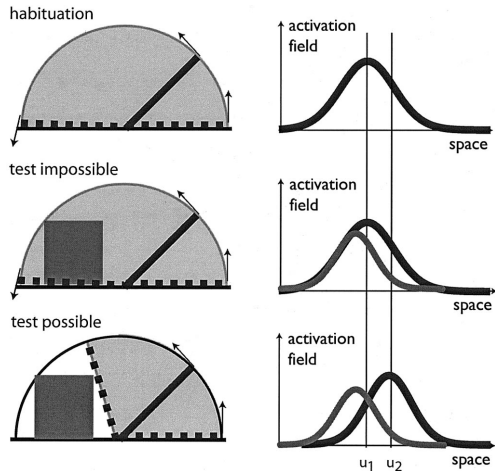 habituation
activation
field
space
test impossible
activation
field
space
test possible
activation
field
space
u1 u2